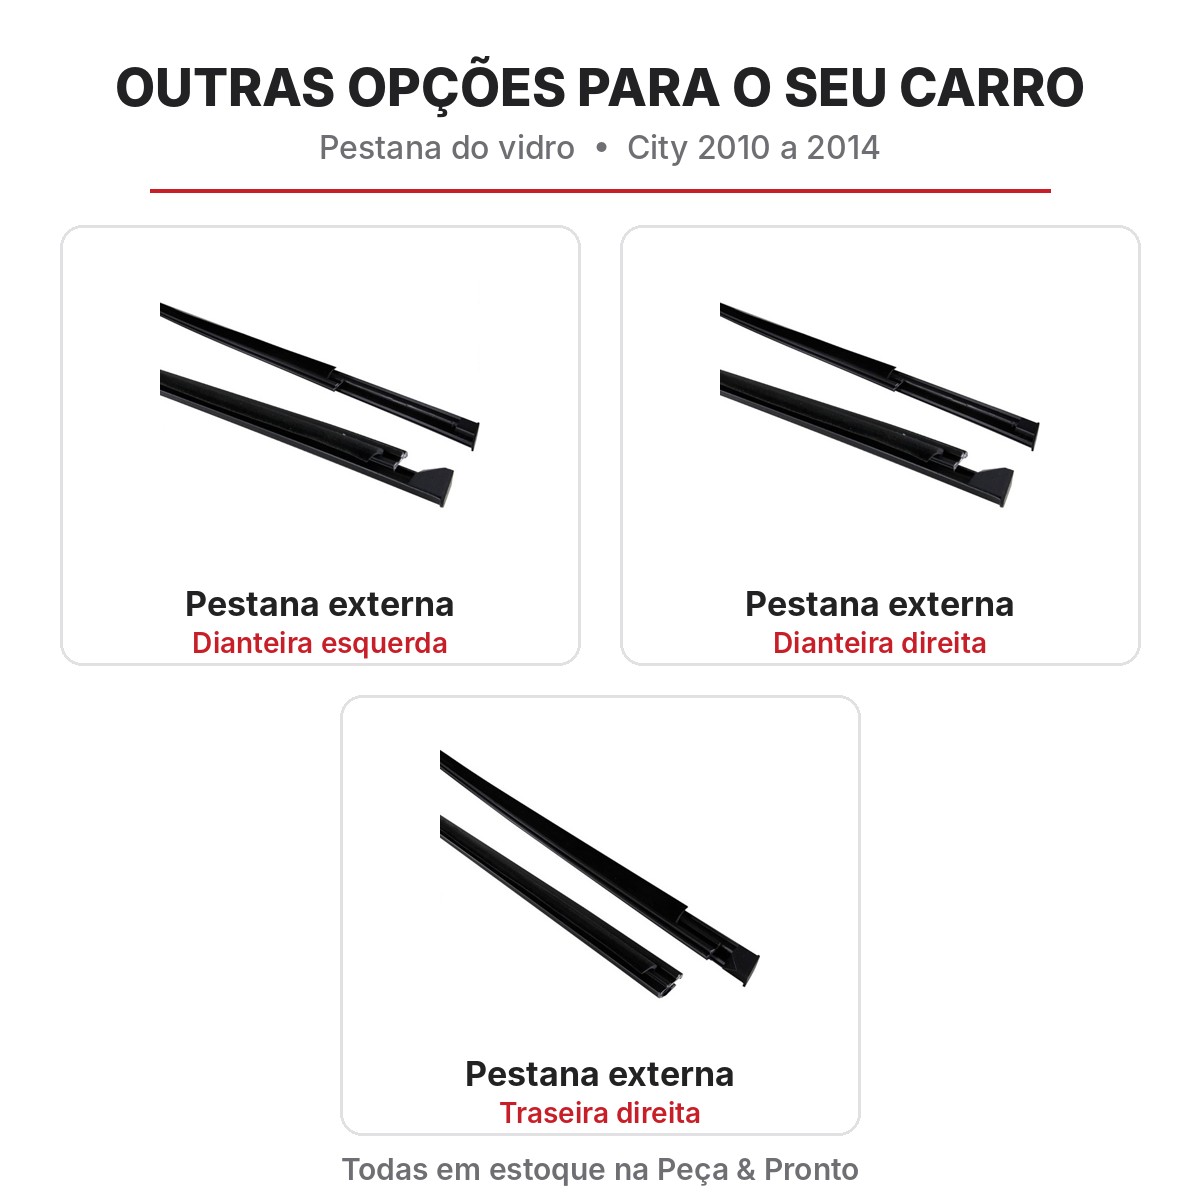 OUTRAS OPÇÕES PARA O SEU CARRO
Pestana do vidro • City 2010 a 2014
Pestana externa
Dianteira esquerda
Pestana externa
Dianteira direita
Pestana externa
Traseira direita
Todas em estoque na Peça & Pronto